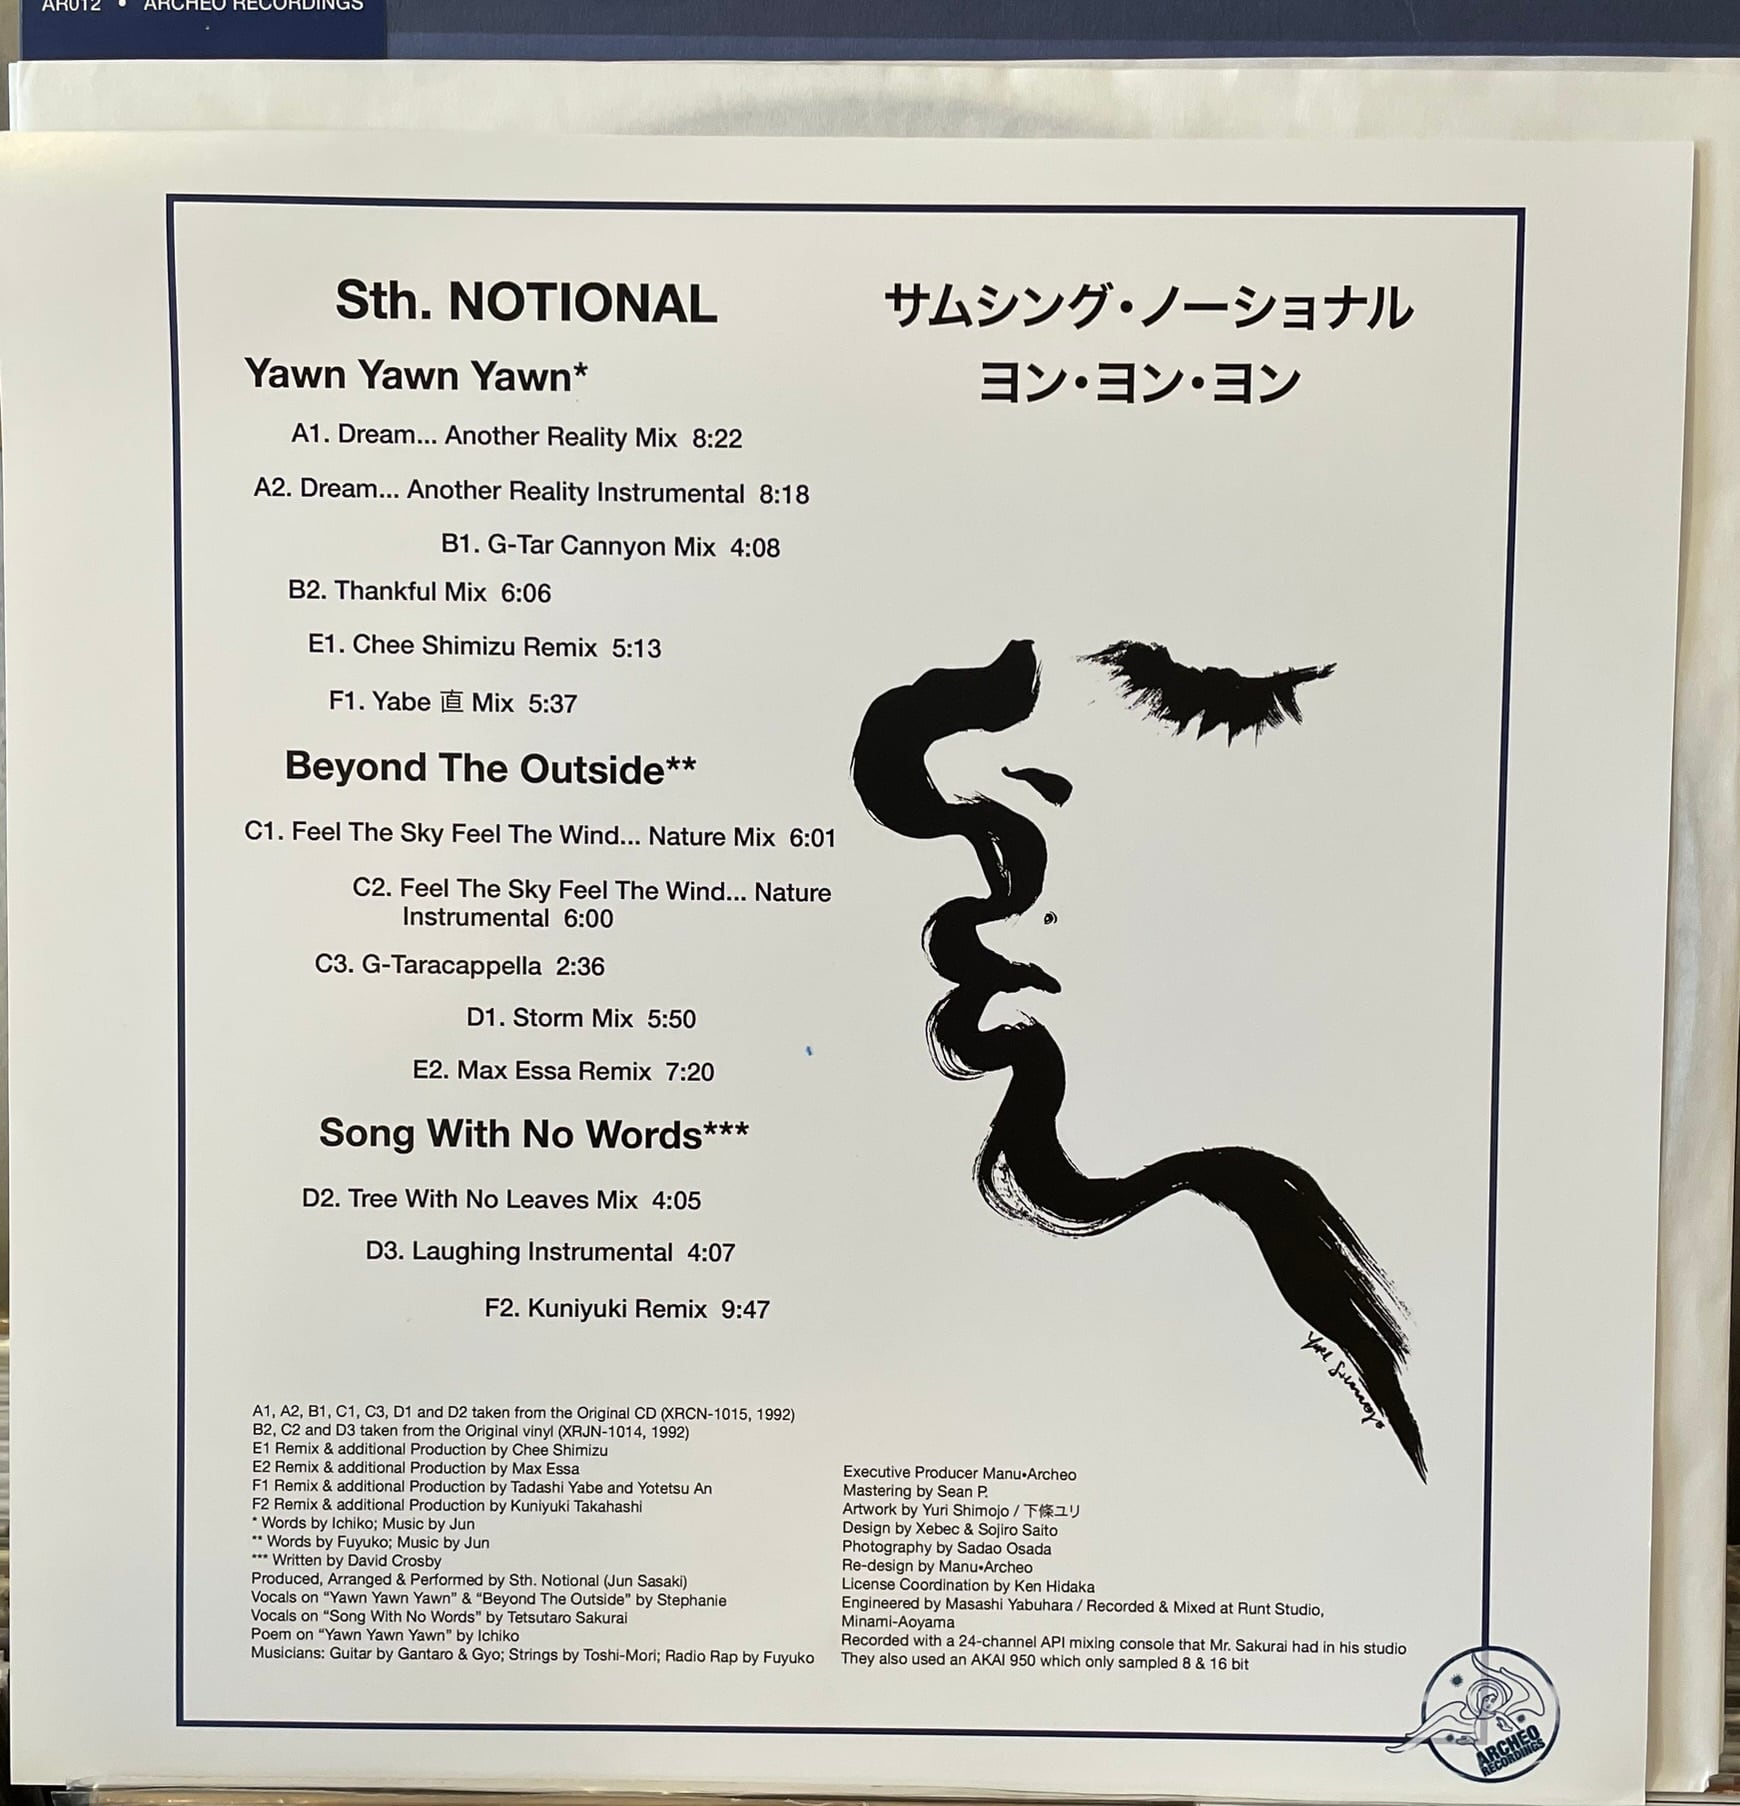 AR012 • ARCHEO RECORDINGS
Sth. NOTIONAL
サムシング・ノーショナル
ヨン・ヨン・ヨン
Yawn Yawn Yawn*
A1. Dream... Another Reality Mix 8:22
A2. Dream... Another Reality Instrumental 8:18
B1. G-Tar Cannyon Mix 4:08
B2. Thankful Mix 6:06
E1. Chee Shimizu Remix 5:13
F1. Yabe 直 Mix 5:37
Beyond The Outside**
C1. Feel The Sky Feel The Wind... Nature Mix 6:01
C2. Feel The Sky Feel The Wind... Nature
Instrumental 6:00
C3. G-Taracappella 2:36
D1. Storm Mix 5:50
E2. Max Essa Remix 7:20
Song With No Words***
D2. Tree With No Leaves Mix 4:05
D3. Laughing Instrumental 4:07
F2. Kuniyuki Remix 9:47
A1, A2, B1, C1, C3, D1 and D2 taken from the Original CD (XRCN-1015, 1992)
B2, C2 and D3 taken from the Original vinyl (XRJN-1014, 1992)
E1 Remix & additional Production by Chee Shimizu
E2 Remix & additional Production by Max Essa
F1 Remix & additional Production by Tadashi Yabe and Yotetsu An
F2 Remix & additional Production by Kuniyuki Takahashi
* Words by Ichiko; Music by Jun
** Words by Fuyuko; Music by Jun
*** Written by David Crosby
Produced, Arranged & Performed by Sth. Notional (Jun Sasaki)
Vocals on “Yawn Yawn Yawn” & “Beyond The Outside” by Stephanie
Vocals on “Song With No Words” by Tetsutaro Sakurai
Poem on “Yawn Yawn Yawn” by Ichiko
Musicians: Guitar by Gantaro & Gyo; Strings by Toshi-Mori; Radio Rap by Fuyuko
Executive Producer Manu•Archeo
Mastering by Sean P.
Artwork by Yuri Shimojo / 下條ユリ
Design by Xebec & Sojiro Saito
Photography by Sadao Osada
Re-design by Manu•Archeo
License Coordination by Ken Hidaka
Engineered by Masashi Yabuhara / Recorded & Mixed at Runt Studio,
Minami-Aoyama
Recorded with a 24-channel API mixing console that Mr. Sakurai had in his studio
They also used an AKAI 950 which only sampled 8 & 16 bit
ARCHEO
RECORDINGS